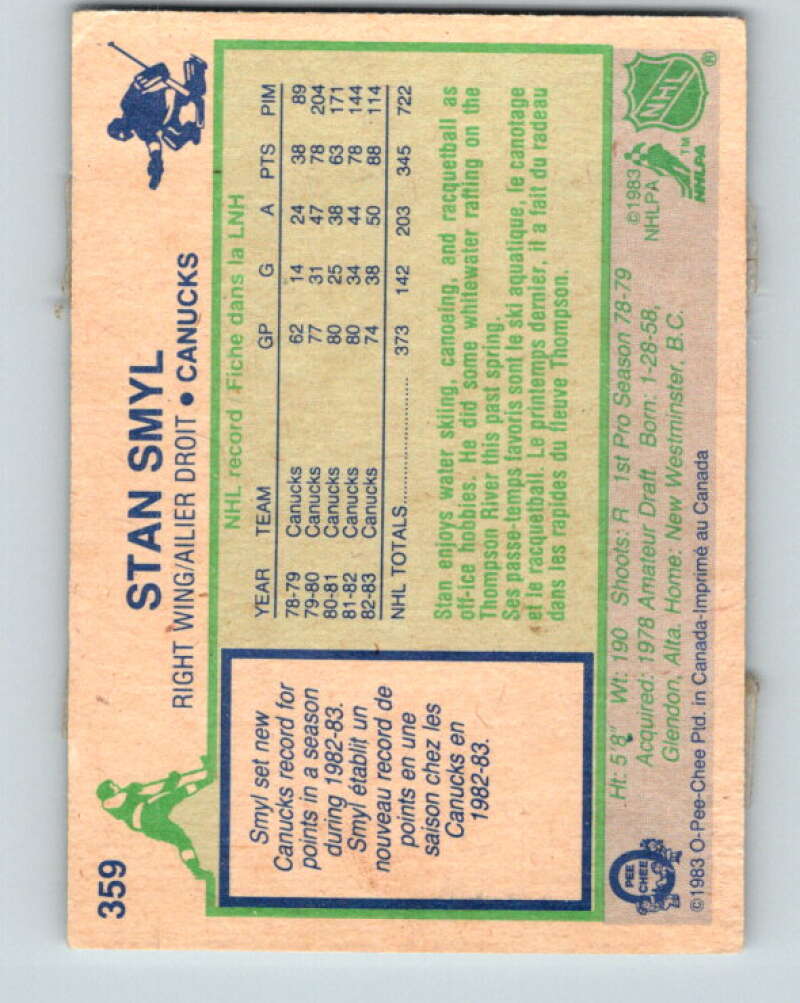 359
STAN SMYL
RIGHT WING/AILIER DROIT • CANUCKS
NHL record Fiche dans la LNH
YEAR TEAM GP G A PTS PIM
78-79 Canucks 62 14 24 38 89
79-80 Canucks 77 31 47 78 204
80-81 Canucks 80 25 38 63 171
81-82 Canucks 80 34 44 78 144
82-83 Canucks 74 38 50 88 114
NHL TOTALS 373 142 203 345 722
Smyl set new
Canucks record for
points in a season
during 1982-83.
Smyl établit un
nouveau record de
points en une
saison chez les
Canucks en
1982-83.
Stan enjoys water skiing, canoeing, and racquetball as
off-ice hobbies. He did some whitewater rafting on the
Thompson River this past spring.
Ses passe-temps favoris sont le ski aquatique, le canotage
et le racquetball. Le printemps dernier, il a fait du radeau
dans les rapides du fleuve Thompson.
Ht: 5'8" Wt: 190 Shoots: R 1st Pro Season 78-79
Acquired: 1978 Amateur Draft. Born: 1-28-58,
Glendon, Alta. Home: New Westminster, B.C.
©1983 O-Pee-Chee Ptd. in Canada-Imprimé au Canada
O
PEE
CHEE
©1983
NHLPA
NHLPA
TM
NHL
®